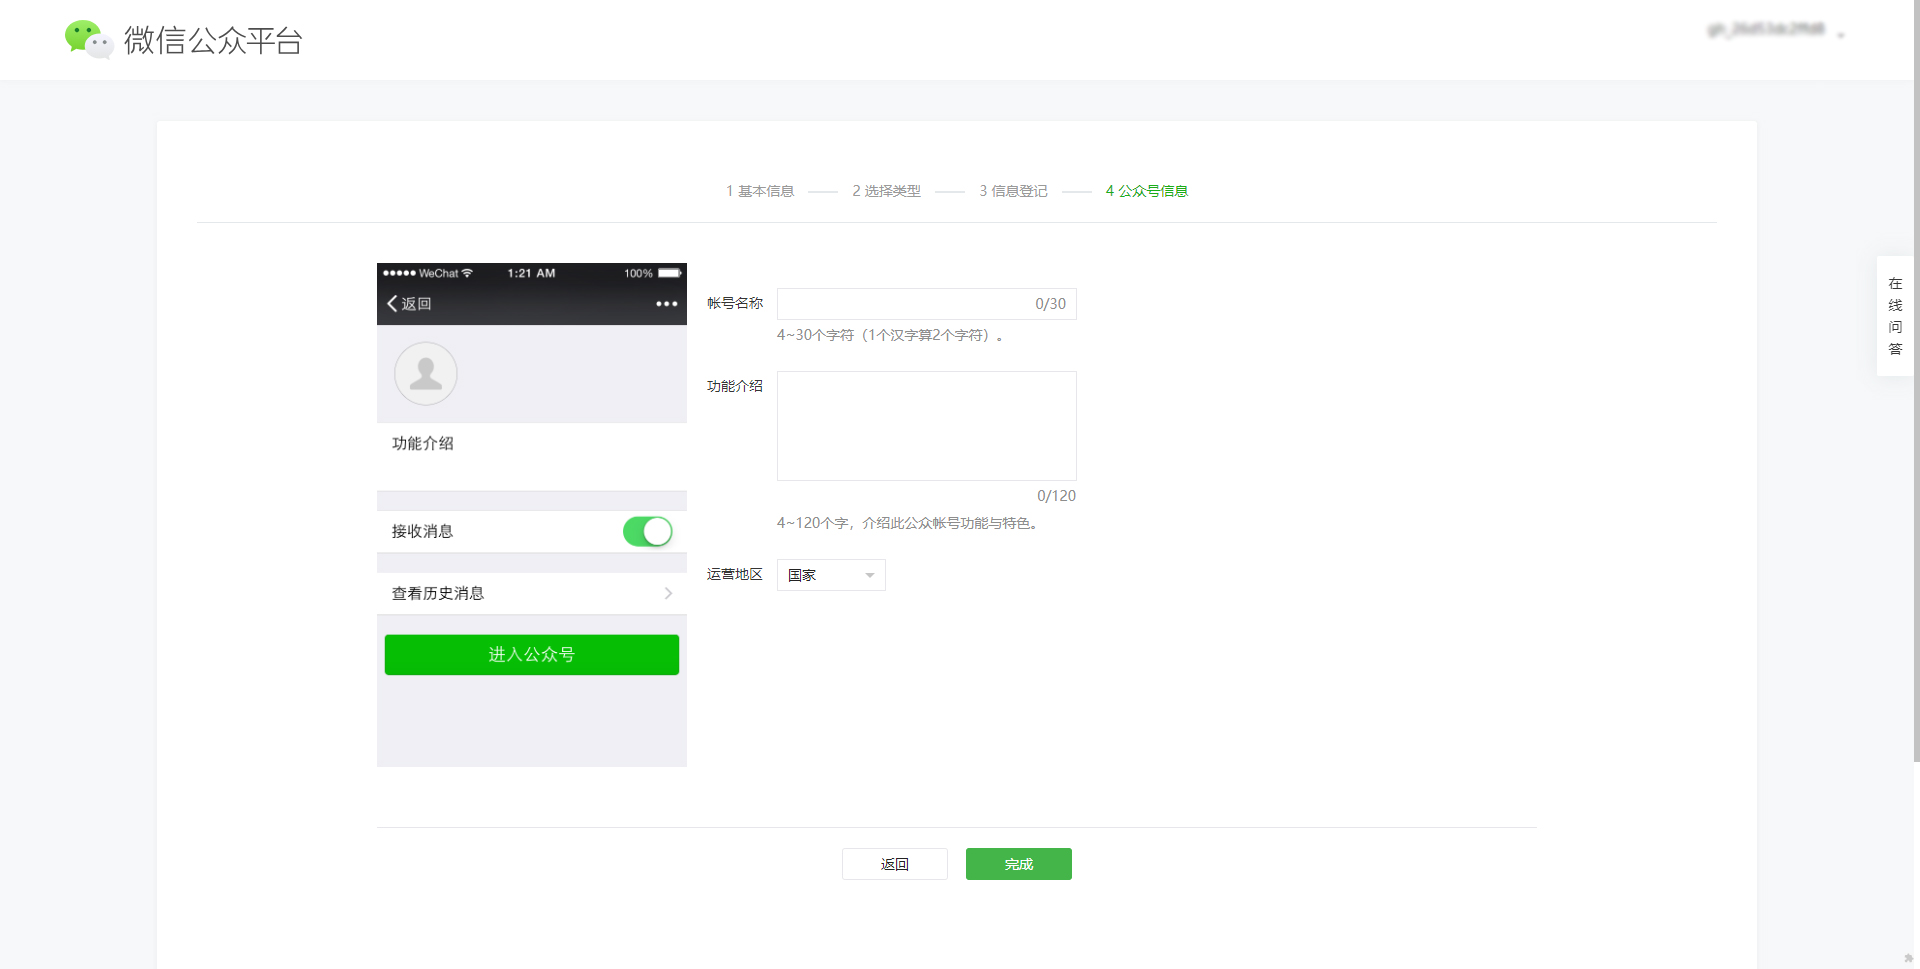 微信公众平台
1 基本信息 2 选择类型 3 信息登记 4 公众号信息
WeChat 1:21 AM 100%
返回
功能介绍
接收消息
查看历史消息
进入公众号
帐号名称 0/30
4~30个字符（1个汉字算2个字符）。
功能介绍
0/120
4~120个字，介绍此公众帐号功能与特色。
运营地区 国家
返回 完成
在
线
问
答